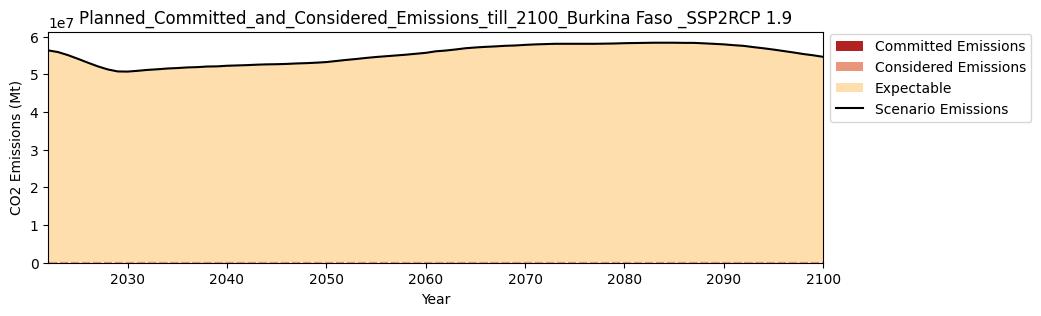 Planned_Committed_and_Considered_Emissions_till_2100_Burkina Faso _SSP2RCP 1.9
1e7
6
5
4
3
2
1
0
CO2 Emissions (Mt)
2030 2040 2050 2060 2070 2080 2090 2100
Year
Committed Emissions
Considered Emissions
Expectable
Scenario Emissions